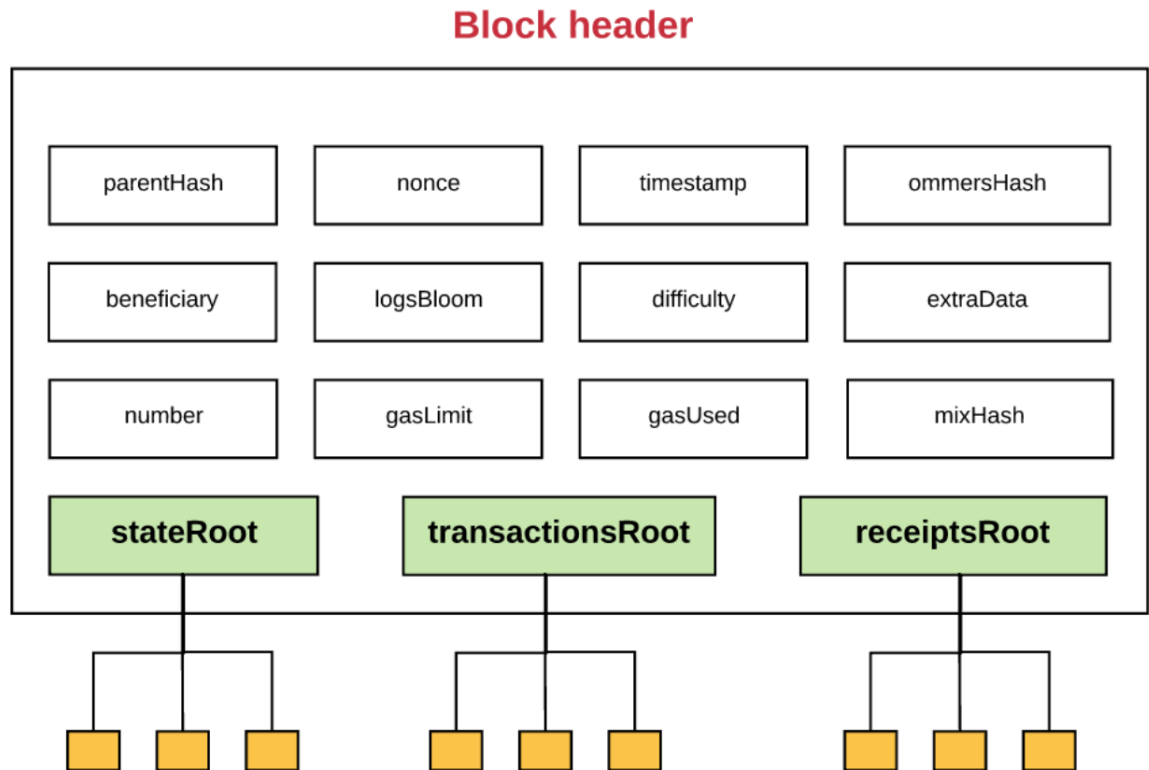 Block header
parentHash
nonce
timestamp
ommersHash
beneficiary
logsBloom
difficulty
extraData
number
gasLimit
gasUsed
mixHash
stateRoot
transactionsRoot
receiptsRoot